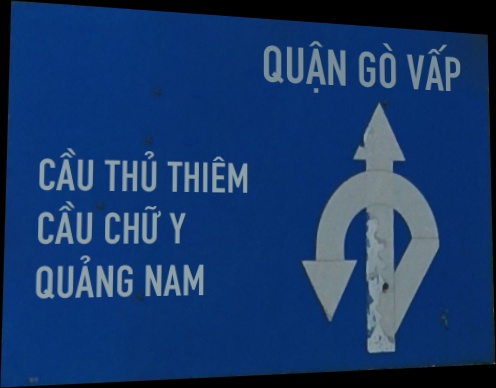 QUẬN GÒ VẤP
CẦU THỦ THIÊM
CẦU CHỮ Y
QUẢNG NAM